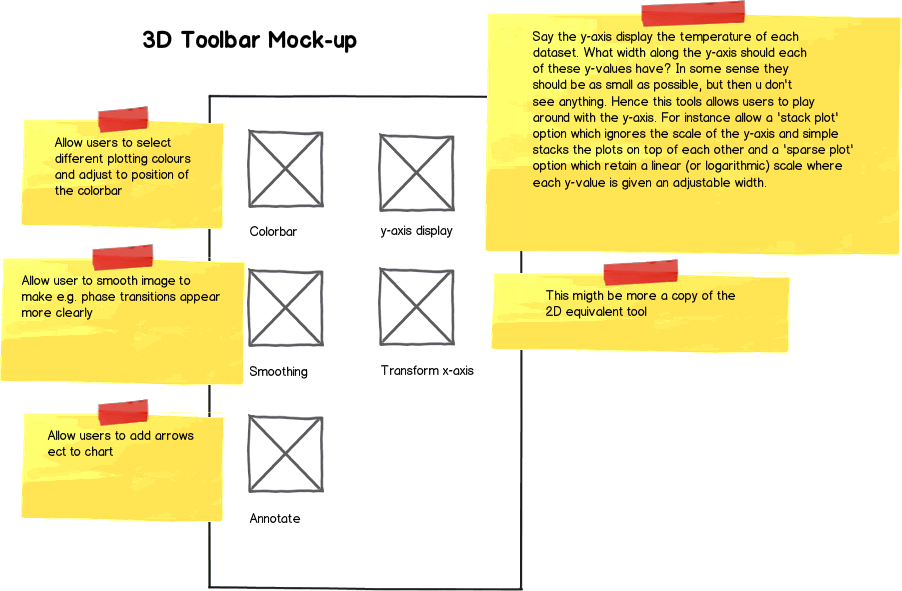 3D Toolbar Mock-up
Say the y-axis display the temperature of each
dataset. What width along the y-axis should each
of these y-values have? In some sense they
should be as small as possible, but then u don't
see anything. Hence this tools allows users to play
around with the y-axis. For instance allow a 'stack plot'
option which ignores the scale of the y-axis and simple
stacks the plots on top of each other and a 'sparse plot'
option which retain a linear (or logarithmic) scale where
each y-value is given an adjustable width.
Allow users to select
different plotting colours
and adjust to position of
the colorbar
Colorbar
y-axis display
Allow user to smooth image to
make e.g. phase transitions appear
more clearly
This migth be more a copy of the
2D equivalent tool
Smoothing
Transform x-axis
Allow users to add arrows
ect to chart
Annotate